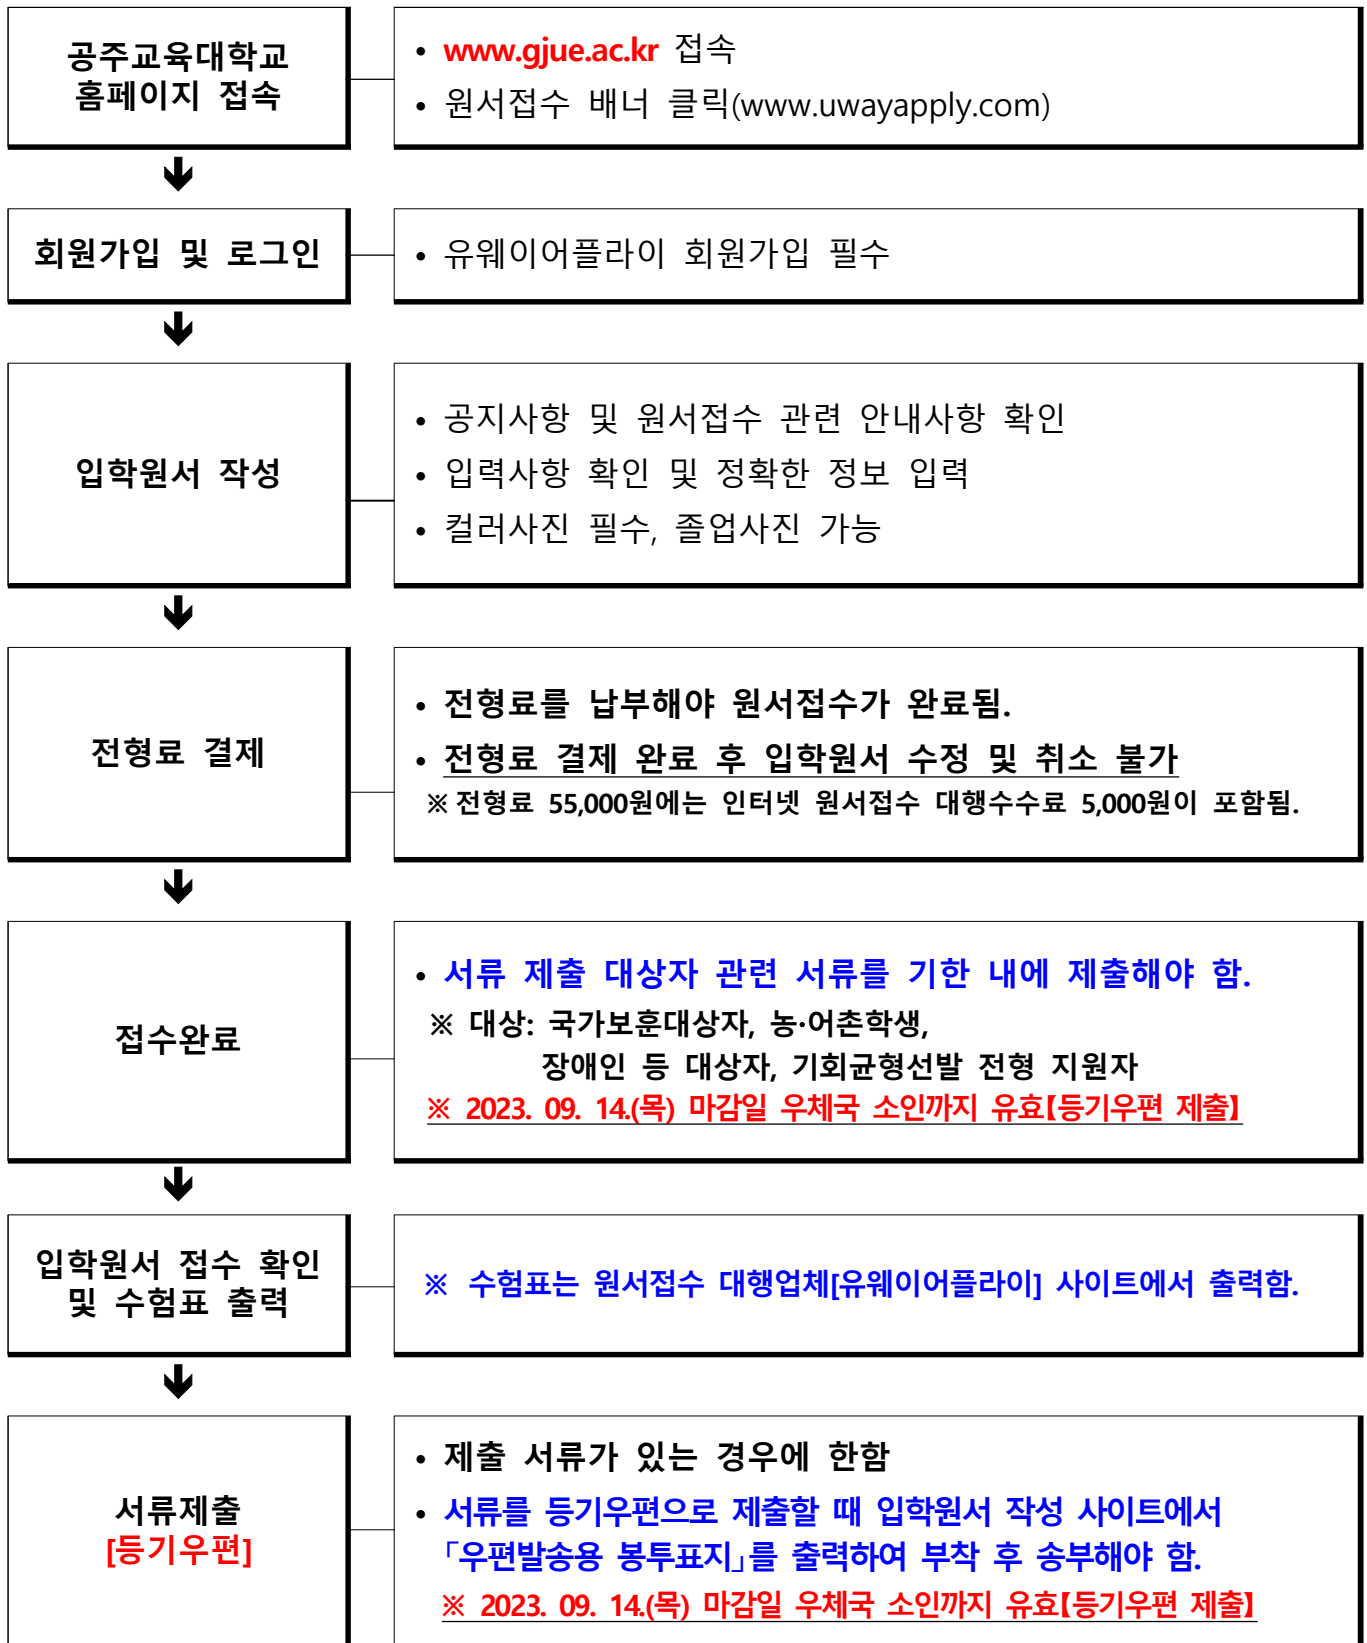 공주교육대학교
홈페이지 접속
• www.gjue.ac.kr 접속
• 원서접수 배너 클릭(www.uwayapply.com)
회원가입 및 로그인
• 유웨이어플라이 회원가입 필수
입학원서 작성
• 공지사항 및 원서접수 관련 안내사항 확인
• 입력사항 확인 및 정확한 정보 입력
• 컬러사진 필수, 졸업사진 가능
전형료 결제
• 전형료를 납부해야 원서접수가 완료됨.
• 전형료 결제 완료 후 입학원서 수정 및 취소 불가
※ 전형료 55,000원에는 인터넷 원서접수 대행수수료 5,000원이 포함됨.
접수완료
• 서류 제출 대상자 관련 서류를 기한 내에 제출해야 함.
※ 대상: 국가보훈대상자, 농·어촌학생,
장애인 등 대상자, 기회균형선발 전형 지원자
※ 2023. 09. 14.(목) 마감일 우체국 소인까지 유효【등기우편 제출】
입학원서 접수 확인
및 수험표 출력
※ 수험표는 원서접수 대행업체[유웨이어플라이] 사이트에서 출력함.
서류제출
[등기우편]
• 제출 서류가 있는 경우에 한함
• 서류를 등기우편으로 제출할 때 입학원서 작성 사이트에서
「우편발송용 봉투표지」를 출력하여 부착 후 송부해야 함.
※ 2023. 09. 14.(목) 마감일 우체국 소인까지 유효【등기우편 제출】